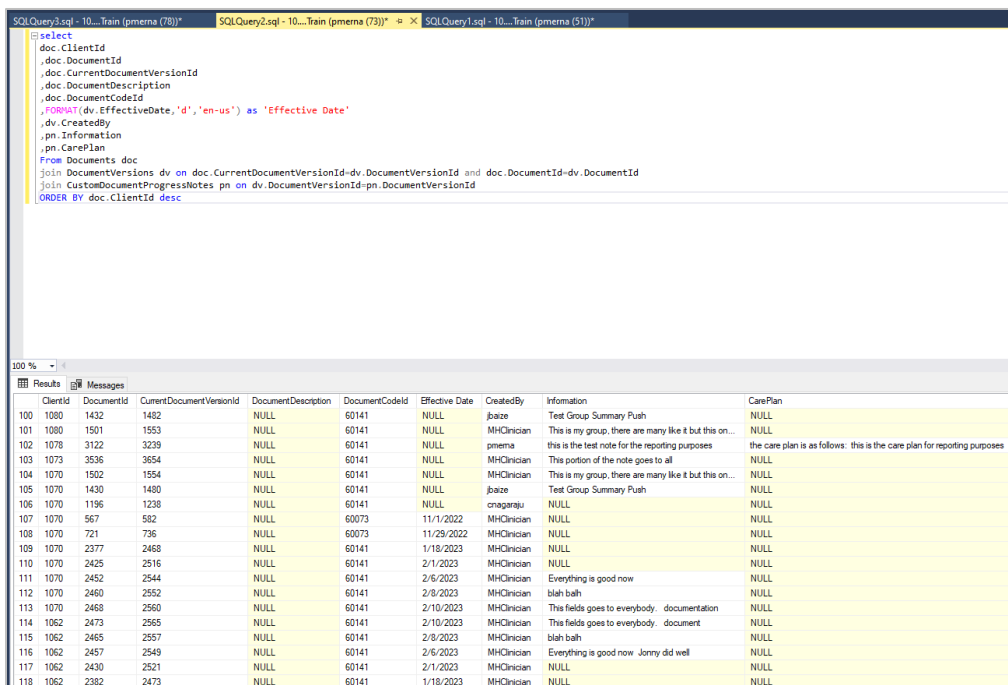 SQLQuery3.sql - 10....Train (pmerna (78))* SQLQuery2.sql - 10....Train (pmerna (73))* SQLQuery1.sql - 10....Train (pmerna (51))*
select
doc.ClientId
,doc.DocumentId
,doc.CurrentDocumentVersionId
,doc.DocumentDescription
,doc.DocumentCodeId
,FORMAT(dv.EffectiveDate,'d','en-us') as 'Effective Date'
,dv.CreatedBy
,pn.Information
,pn.CarePlan
From Documents doc
join DocumentVersions dv on doc.CurrentDocumentVersionId=dv.DocumentVersionId and doc.DocumentId=dv.DocumentId
join CustomDocumentProgressNotes pn on dv.DocumentVersionId=pn.DocumentVersionId
ORDER BY doc.ClientId desc
100 %
Results Messages
ClientId DocumentId CurrentDocumentVersionId DocumentDescription DocumentCodeId Effective Date CreatedBy Information CarePlan
100 1080 1432 1482 NULL 60141 NULL jbaize Test Group Summary Push NULL
101 1080 1501 1553 NULL 60141 NULL MHClinician This is my group, there are many like it but this on... NULL
102 1078 3122 3239 NULL 60141 NULL pmerna this is the test note for the reporting purposes the care plan is as follows: this is the care plan for reporting purposes
103 1073 3536 3654 NULL 60141 NULL MHClinician This portion of the note goes to all NULL
104 1070 1502 1554 NULL 60141 NULL MHClinician This is my group, there are many like it but this on... NULL
105 1070 1430 1480 NULL 60141 NULL jbaize Test Group Summary Push NULL
106 1070 1196 1238 NULL 60141 NULL cnagaraju NULL NULL
107 1070 567 582 NULL 60073 11/1/2022 MHClinician NULL NULL
108 1070 721 736 NULL 60073 11/29/2022 MHClinician NULL NULL
109 1070 2377 2468 NULL 60141 1/18/2023 MHClinician NULL NULL
110 1070 2425 2516 NULL 60141 2/1/2023 MHClinician NULL NULL
111 1070 2452 2544 NULL 60141 2/6/2023 MHClinician Everything is good now NULL
112 1070 2460 2552 NULL 60141 2/8/2023 MHClinician blah balh NULL
113 1070 2468 2560 NULL 60141 2/10/2023 MHClinician This fields goes to everybody. documentation NULL
114 1062 2473 2565 NULL 60141 2/10/2023 MHClinician This fields goes to everybody. document NULL
115 1062 2465 2557 NULL 60141 2/8/2023 MHClinician blah balh NULL
116 1062 2457 2549 NULL 60141 2/6/2023 MHClinician Everything is good now Jonny did well NULL
117 1062 2430 2521 NULL 60141 2/1/2023 MHClinician NULL NULL
118 1062 2382 2473 NULL 60141 1/18/2023 MHClinician NULL NULL